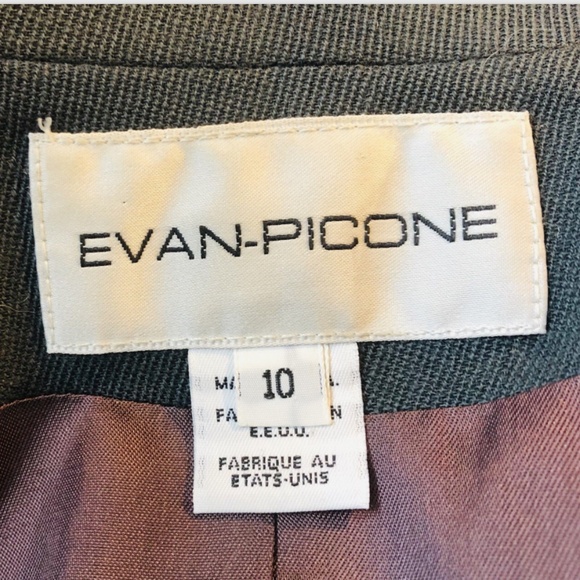 EVAN-PICONE
10
E.E.U.U.
FABRIQUE AU
ETATS-UNIS